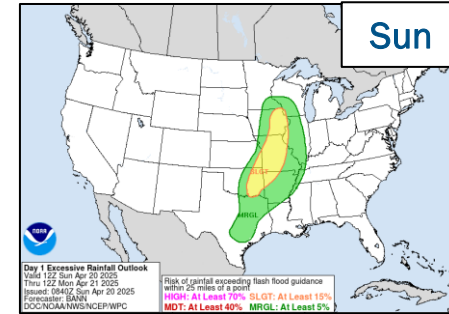 Sun
SLGT
MRGL
NOAA
Day 1 Excessive Rainfall Outlook
Valid 12Z Sun Apr 20 2025
Thru 12Z Mon Apr 21 2025
Issued: 0840Z Sun Apr 20 2025
Forecaster: BANN
DOC/NOAA/NWS/NCEP/WPC
Risk of rainfall exceeding flash flood guidance
within 25 miles of a point
HIGH: At Least 70% SLGT: At Least 15%
MDT: At Least 40% MRGL: At Least 5%